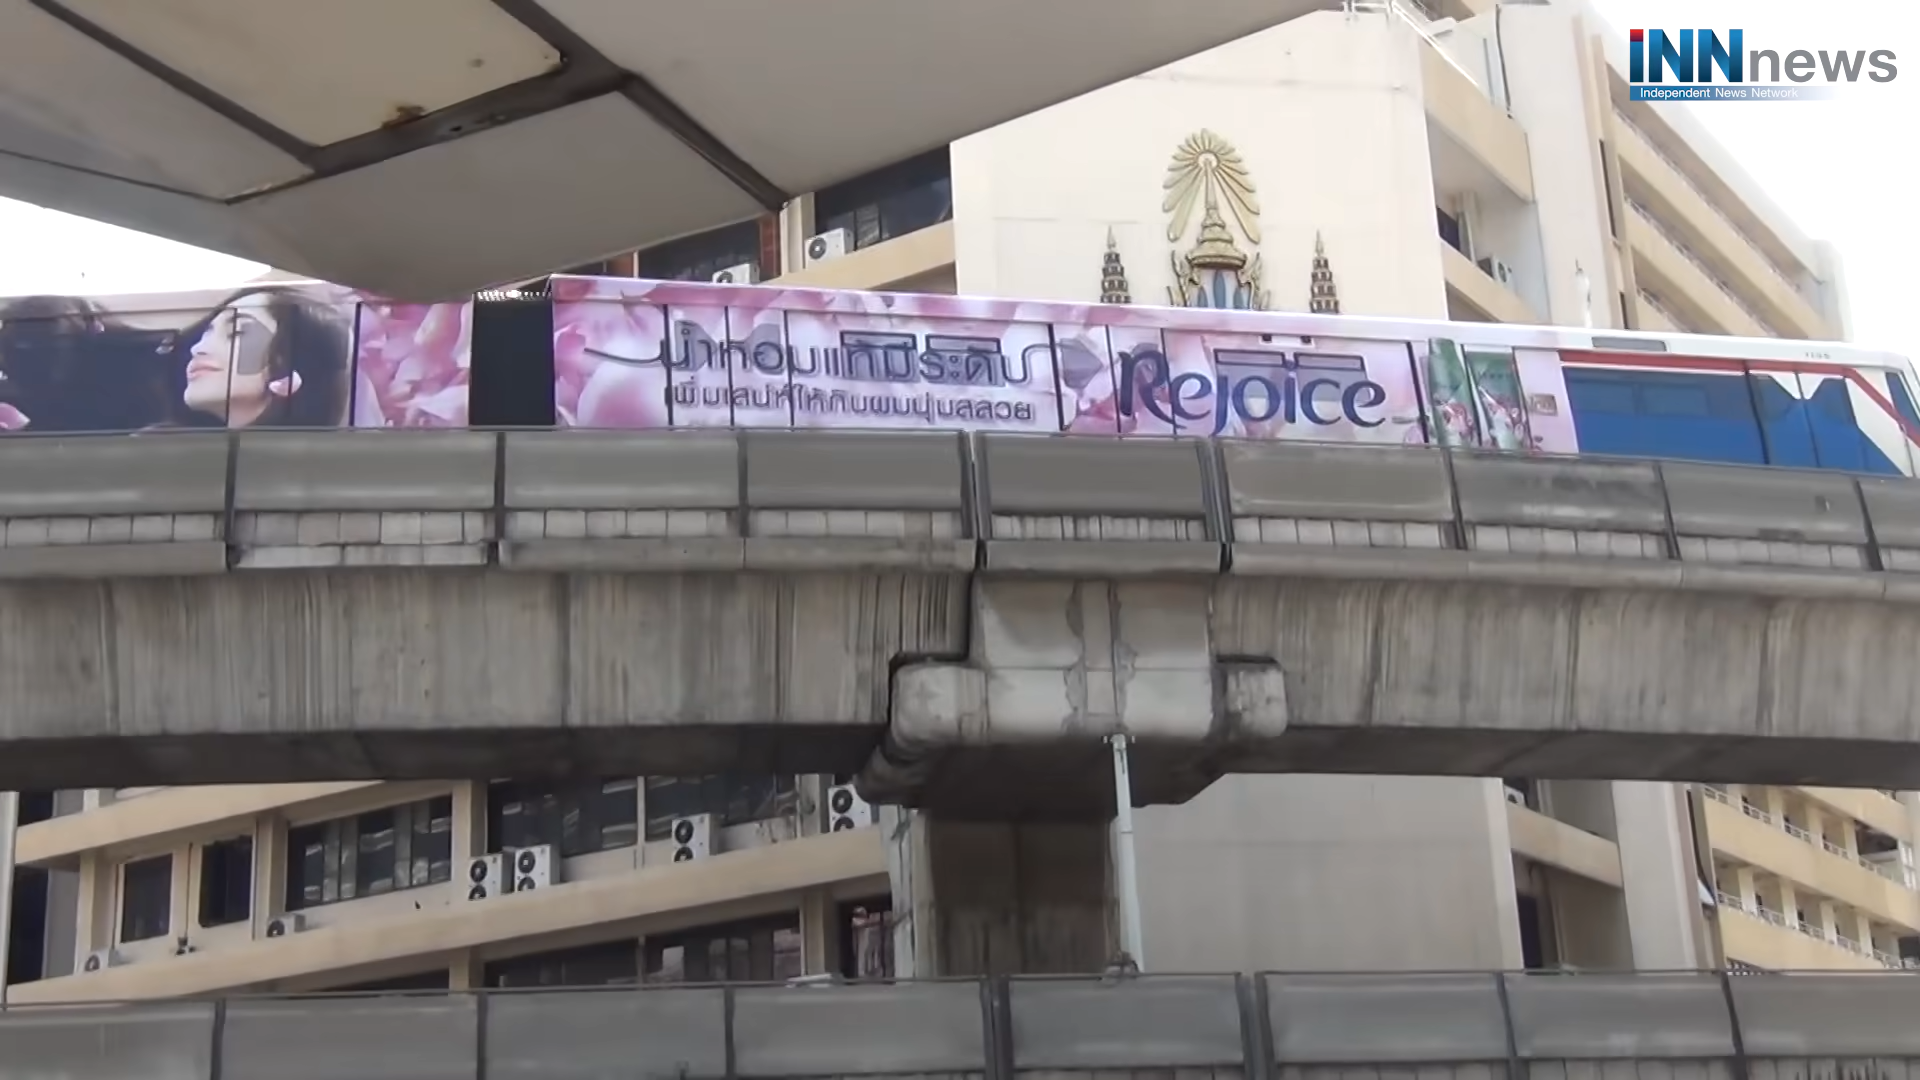 iNNnews
Independent News Network
น้ำหอมแท้มีระดับ
เพิ่มเสน่ห์ให้กับผมนุ่มสลวย
Rejoice